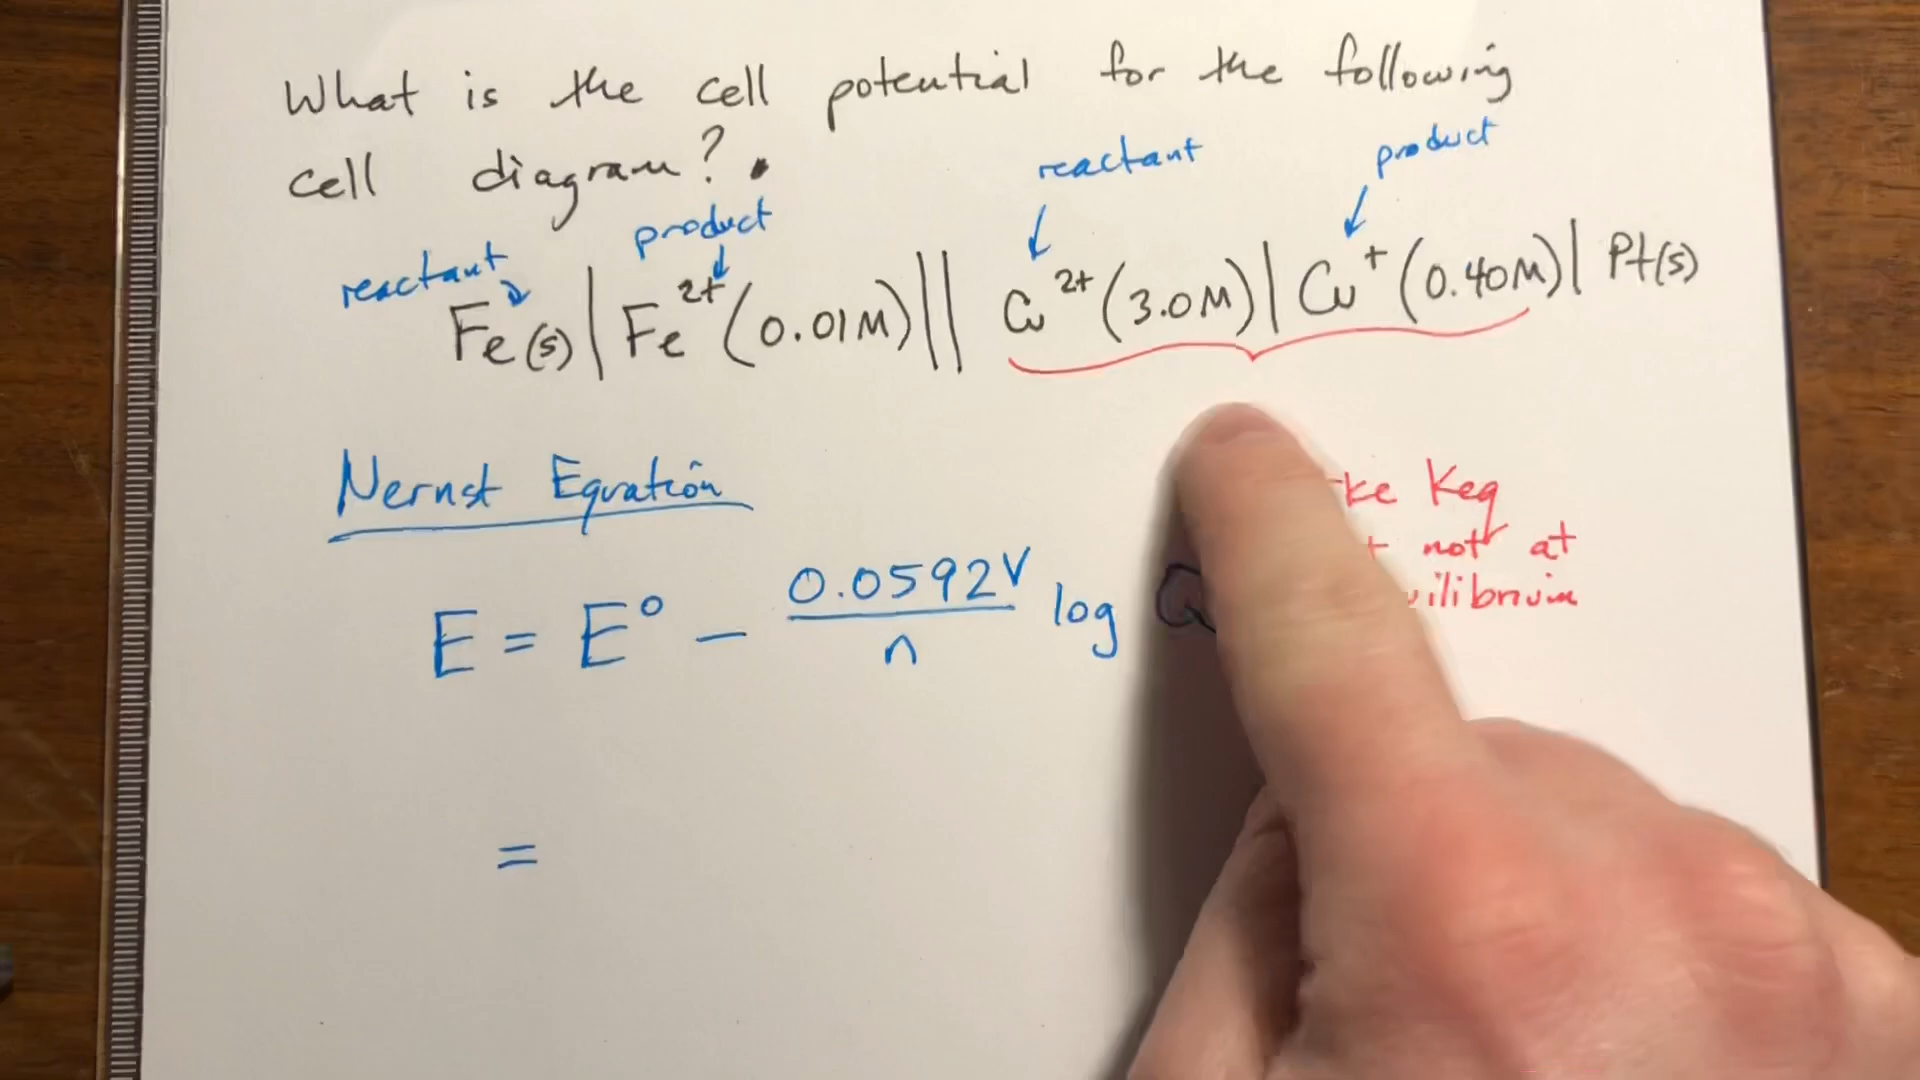 What is the cell potential for the following
cell diagram?
reactant product reactant product
Fe(s) | Fe²⁺ (0.01M) || Cu²⁺ (3.0M) | Cu⁺ (0.40M) | Pt(s)
Nernst Equation
Keq
not at
E = E° - 0.0592V / n log Q
=